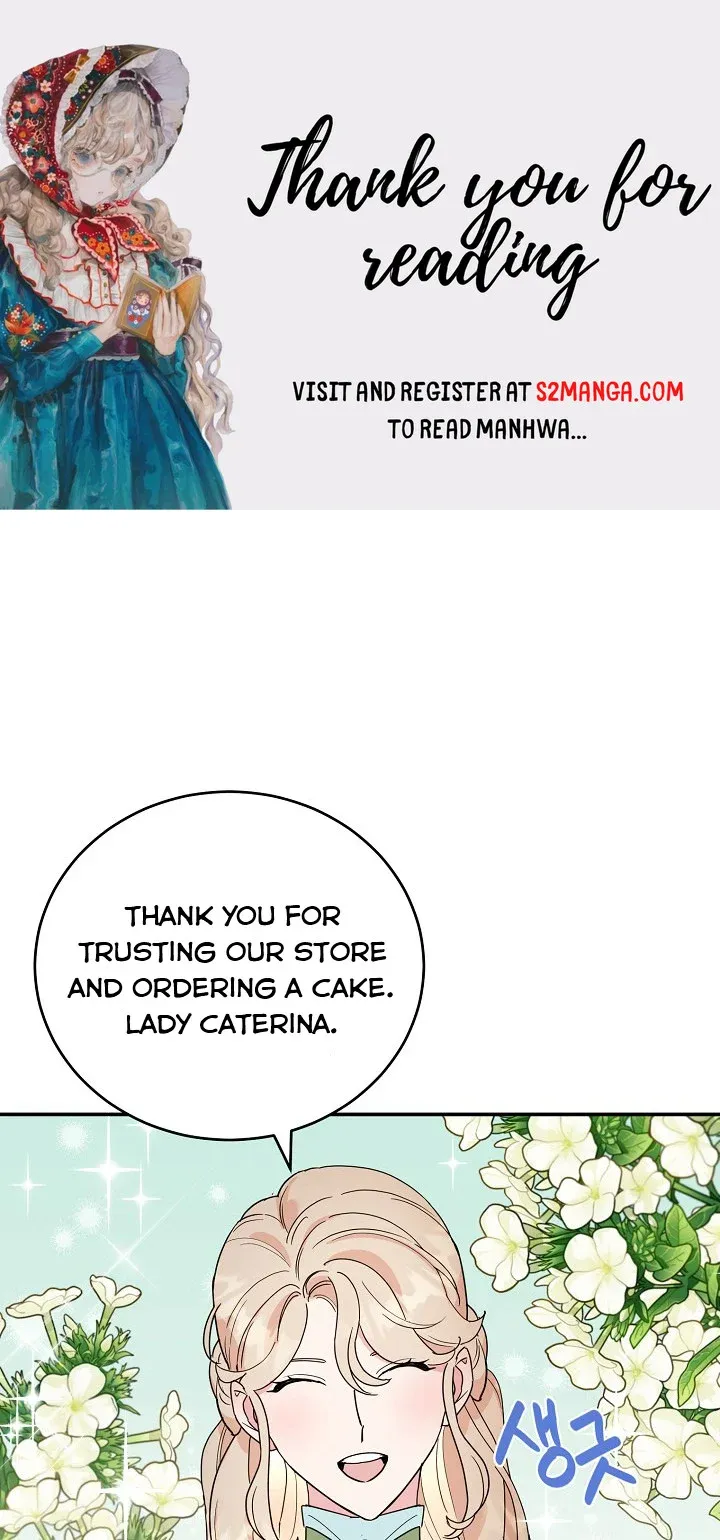 Thank you for
reading
VISIT AND REGISTER AT S2MANGA.COM
TO READ MANHWA...
THANK YOU FOR
TRUSTING OUR STORE
AND ORDERING A CAKE.
LADY CATERINA.
생긋